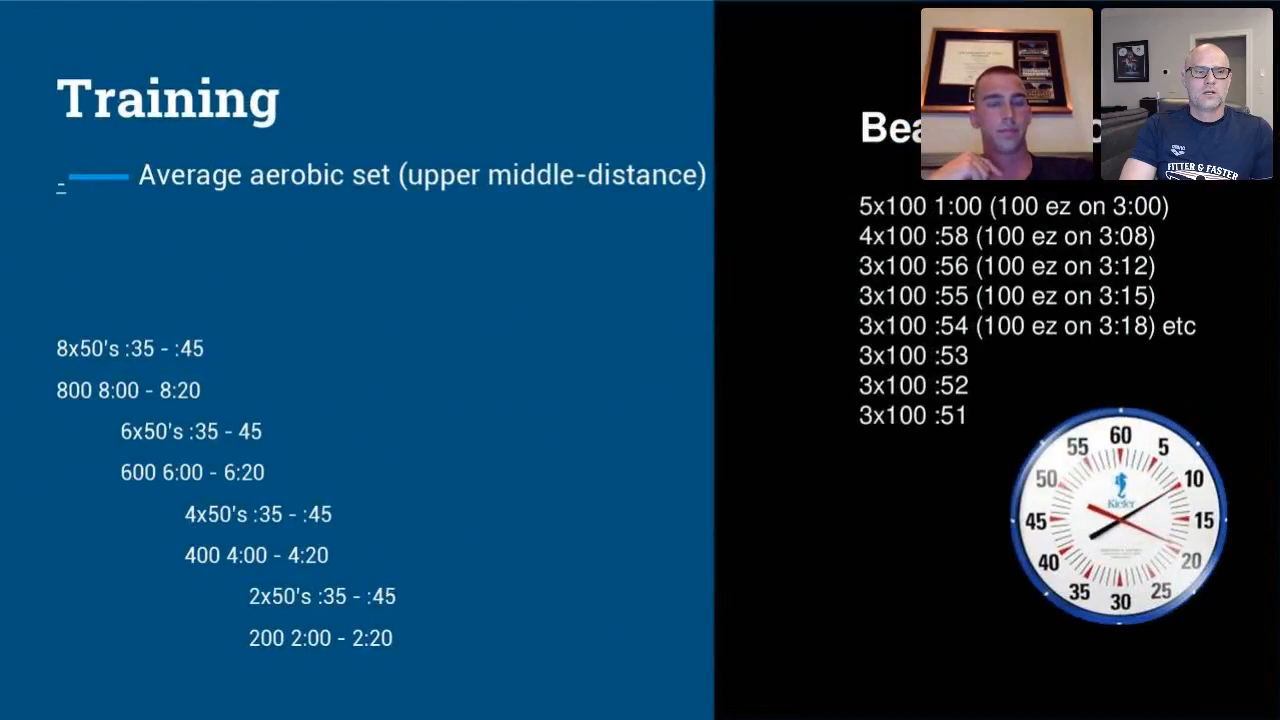 Training
- Average aerobic set (upper middle-distance)
8x50's :35 - :45
800 8:00 - 8:20
6x50's :35 - 45
600 6:00 - 6:20
4x50's :35 - :45
400 4:00 - 4:20
2x50's :35 - :45
200 2:00 - 2:20
5x100 1:00 (100 ez on 3:00)
4x100 :58 (100 ez on 3:08)
3x100 :56 (100 ez on 3:12)
3x100 :55 (100 ez on 3:15)
3x100 :54 (100 ez on 3:18) etc
3x100 :53
3x100 :52
3x100 :51
60
5
10
15
20
25
30
35
40
45
50
55
Kiefer
arena
FITTER & FASTER